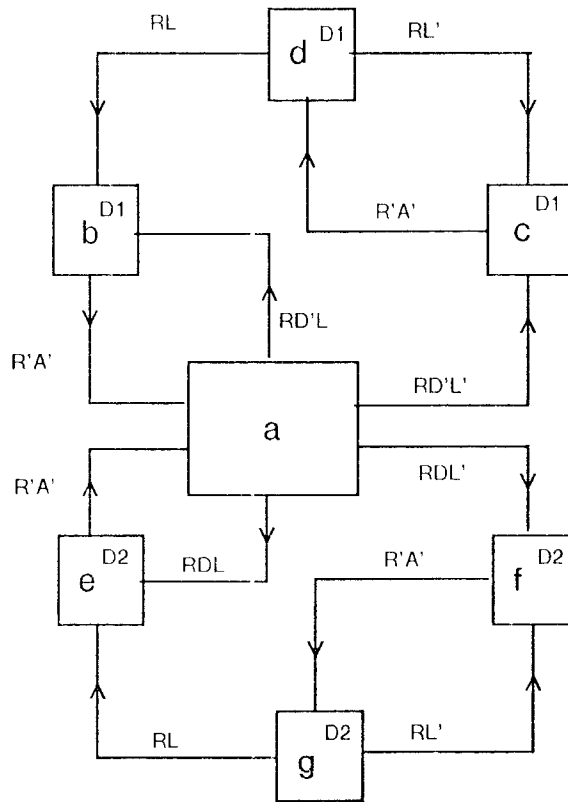 RL
d D1
RL'
b D1
R'A'
c D1
RD'L
R'A'
a
RD'L'
R'A'
RDL'
e D2
RDL
R'A'
f D2
RL
g D2
RL'